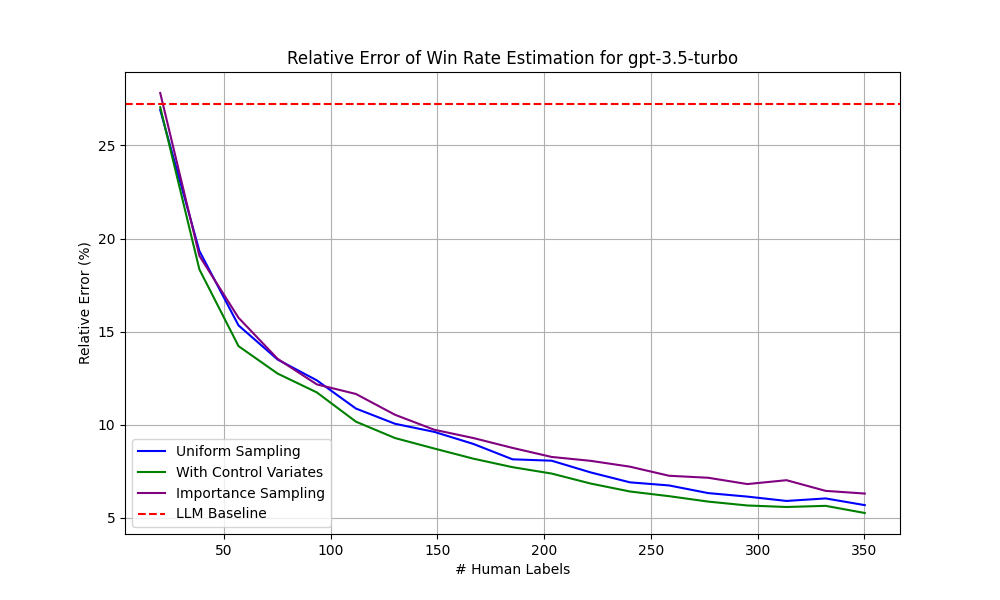 Relative Error of Win Rate Estimation for gpt-3.5-turbo
Relative Error (%)
25
20
15
10
5
Uniform Sampling
With Control Variates
Importance Sampling
LLM Baseline
50 100 150 200 250 300 350
# Human Labels